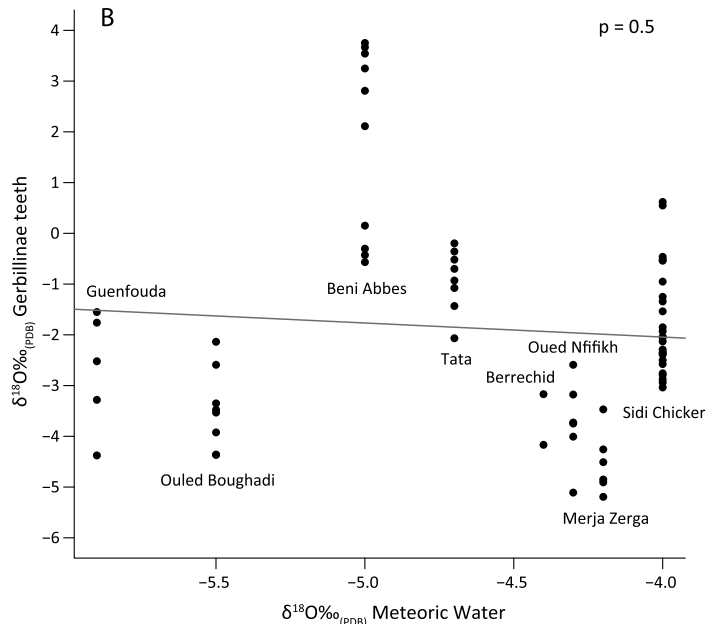 B
p = 0.5
4
3
2
1
0
−1
−2
−3
−4
−5
−6
δ¹⁸O‰(PDB) Gerbillinae teeth
Guenfouda
Beni Abbes
Oued Nfifikh
Tata
Berrechid
Sidi Chicker
Ouled Boughadi
Merja Zerga
−5.5 −5.0 −4.5 −4.0
δ¹⁸O‰(PDB) Meteoric Water